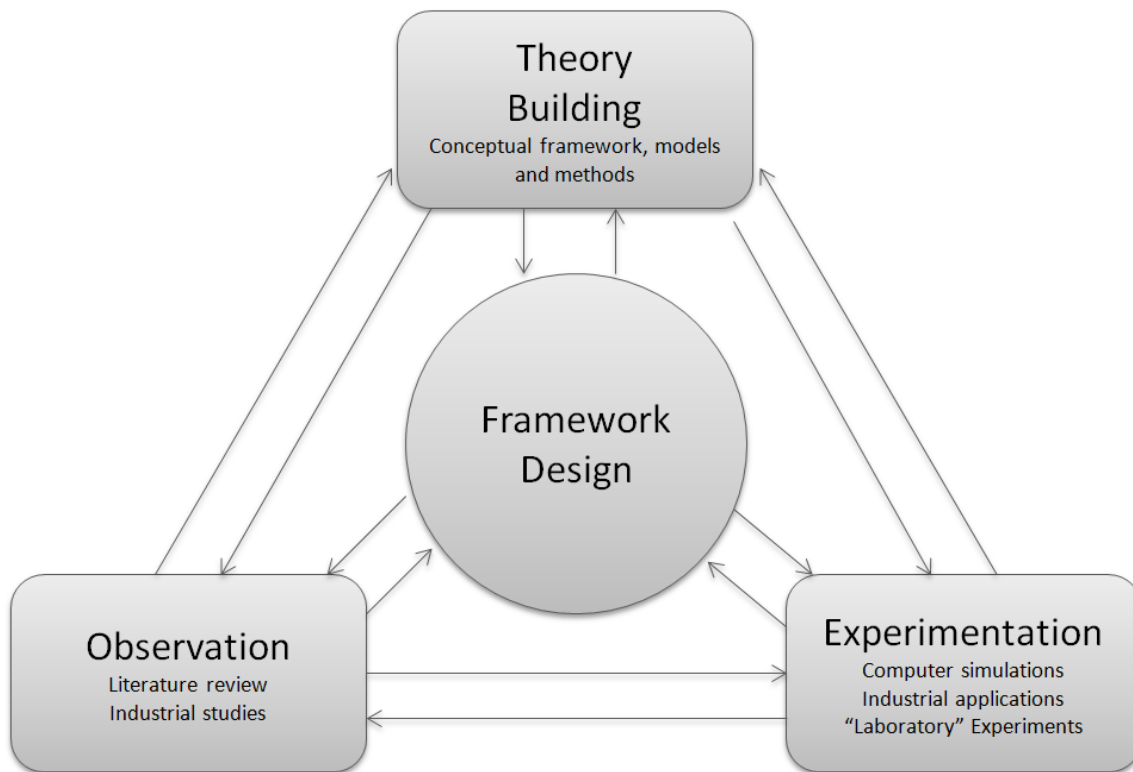 Theory
Building
Conceptual framework, models
and methods
Framework
Design
Observation
Literature review
Industrial studies
Experimentation
Computer simulations
Industrial applications
“Laboratory” Experiments